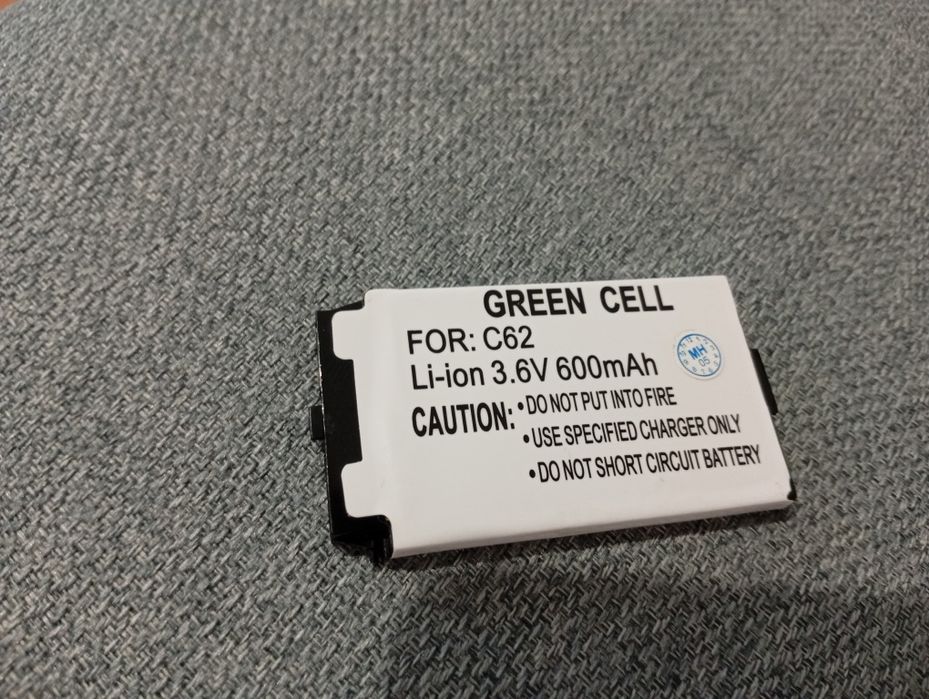 GREEN CELL
FOR: C62
Li-ion 3.6V 600mAh
CAUTION: •DO NOT PUT INTO FIRE
•USE SPECIFIED CHARGER ONLY
•DO NOT SHORT CIRCUIT BATTERY
MH
05